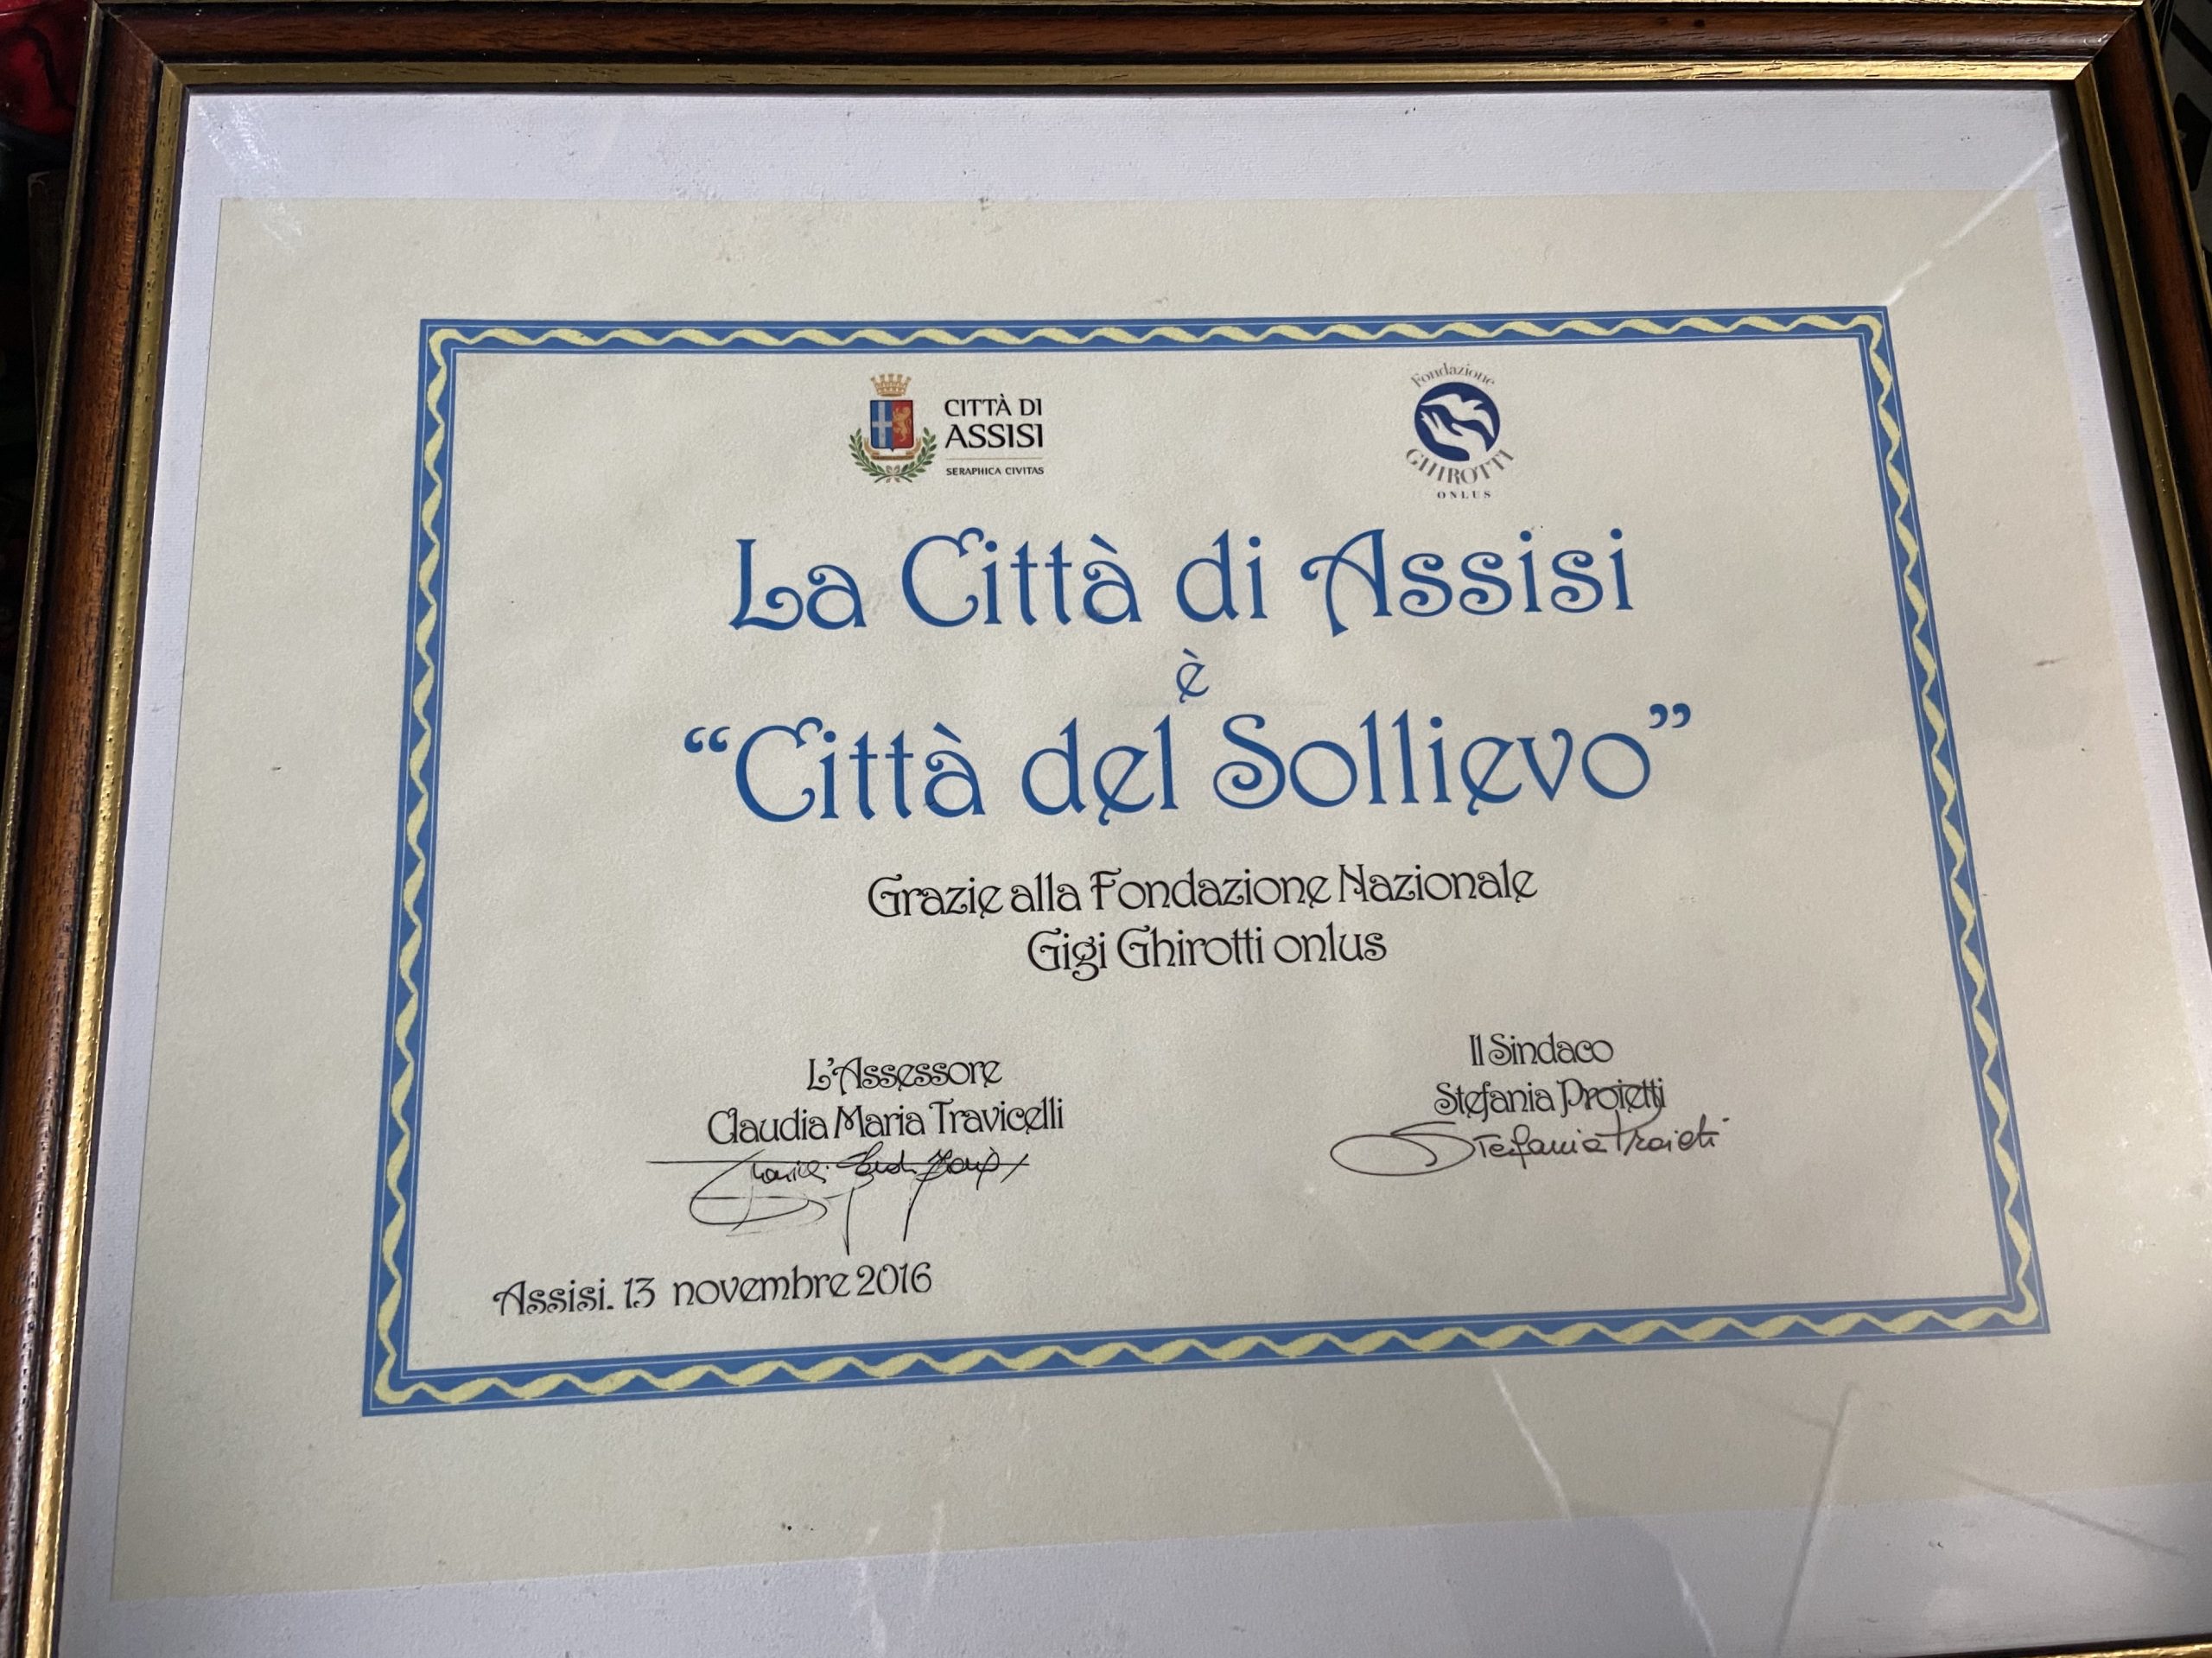 CITTÀ DI
ASSISI
SERAPHICA CIVITAS
Fondazione
GHIROTTI
ONLUS
La Città di Assisi
è
“Città del Sollievo”
Grazie alla Fondazione Nazionale
Gigi Ghirotti onlus
L'Assessore
Claudia Maria Travicelli
Il Sindaco
Stefania Proietti
Stefania Proietti
Assisi. 13 novembre 2016